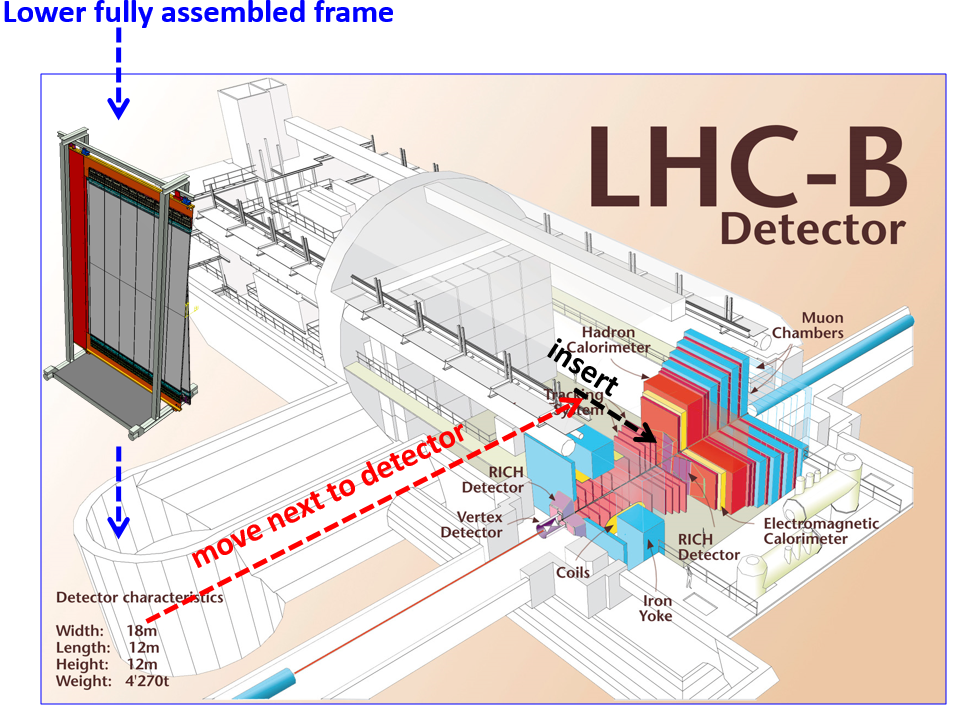 Lower fully assembled frame
LHC-B
Detector
Muon
Chambers
Hadron
Calorimeter
insert
Tracking
System
move next to detector
RICH
Detector
Vertex
Detector
Electromagnetic
Calorimeter
RICH
Detector
Coils
Iron
Yoke
Detector characteristics
Width: 18m
Length: 12m
Height: 12m
Weight: 4'270t